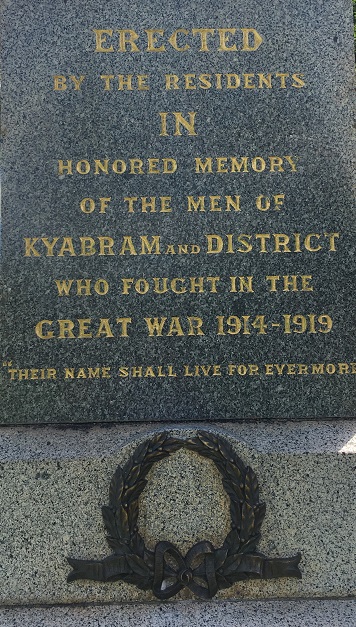 ERECTED
BY THE RESIDENTS
IN
HONORED MEMORY
OF THE MEN OF
KYABRAM AND DISTRICT
WHO FOUGHT IN THE
GREAT WAR 1914-1919
"THEIR NAME SHALL LIVE FOR EVERMORE